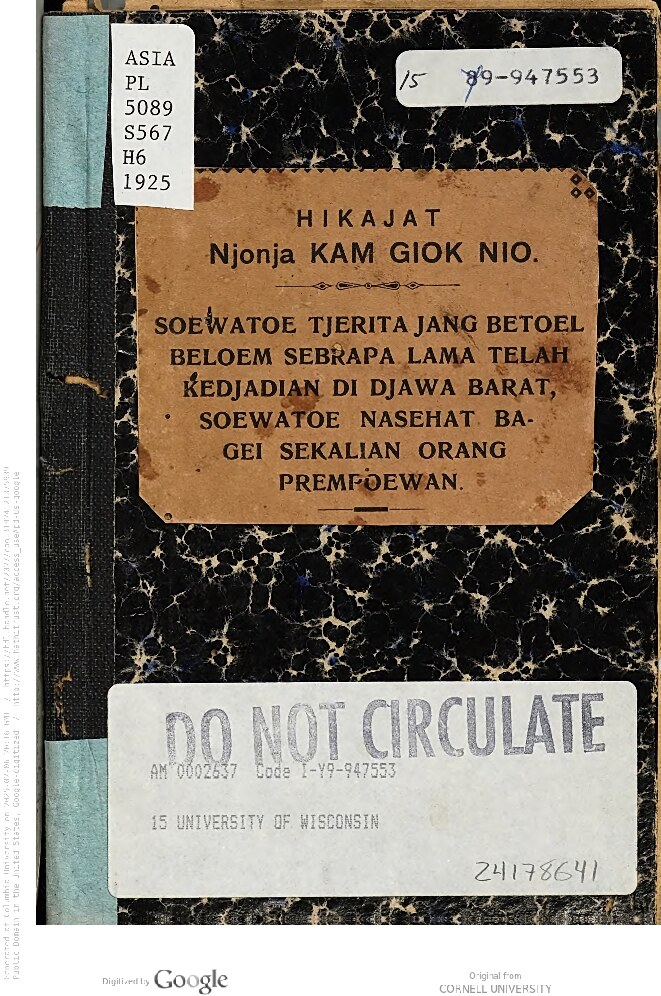 ASIA
PL
5089
S567
H6
1925
15 89-947553
HIKAJAT
Njonja KAM GIOK NIO.
SOEWATOE TJERITA JANG BETOEL
BELOEM SEBRAPA LAMA TELAH
KEDJADIAN DI DJAWA BARAT,
SOEWATOE NASEHAT BA-
GEI SEKALIAN ORANG
PREMPOEWAN.
DO NOT CIRCULATE
AM 0002637 Code I-Y9-947553
15 UNIVERSITY OF WISCONSIN
24178641
Digitized by Google
Original from
CORNELL UNIVERSITY